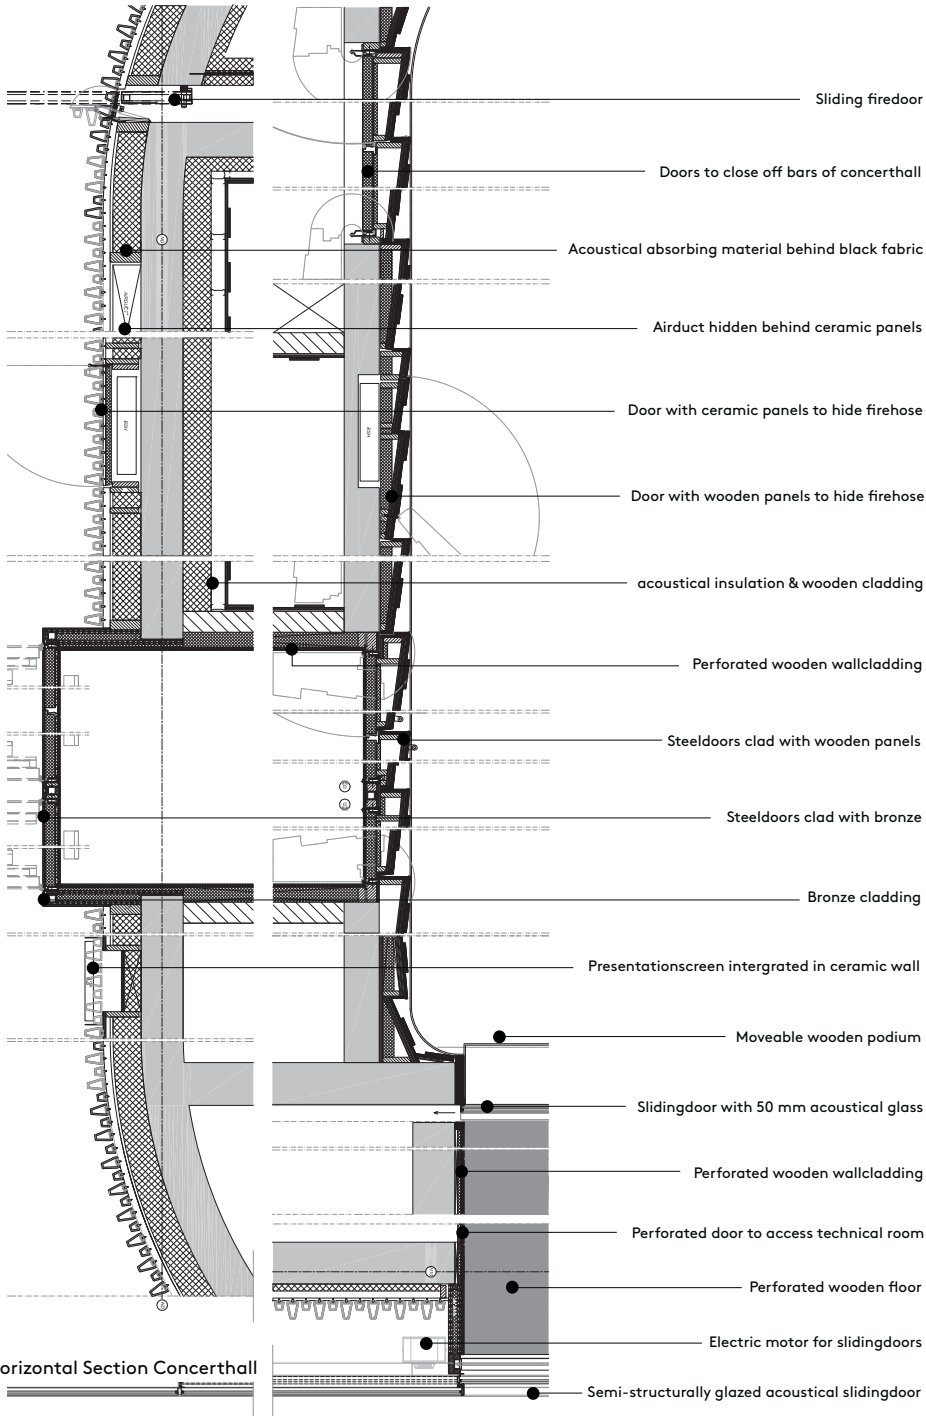 Sliding firedoor
Doors to close off bars of concerthall
Acoustical absorbing material behind black fabric
Airduct hidden behind ceramic panels
Door with ceramic panels to hide firehose
Door with wooden panels to hide firehose
acoustical insulation & wooden cladding
Perforated wooden wallcladding
Steeldoors clad with wooden panels
Steeldoors clad with bronze
Bronze cladding
Presentationscreen intergrated in ceramic wall
Moveable wooden podium
Slidingdoor with 50 mm acoustical glass
Perforated wooden wallcladding
Perforated door to access technical room
Perforated wooden floor
Electric motor for slidingdoors
orizontal Section Concerthall
Semi-structurally glazed acoustical slidingdoor